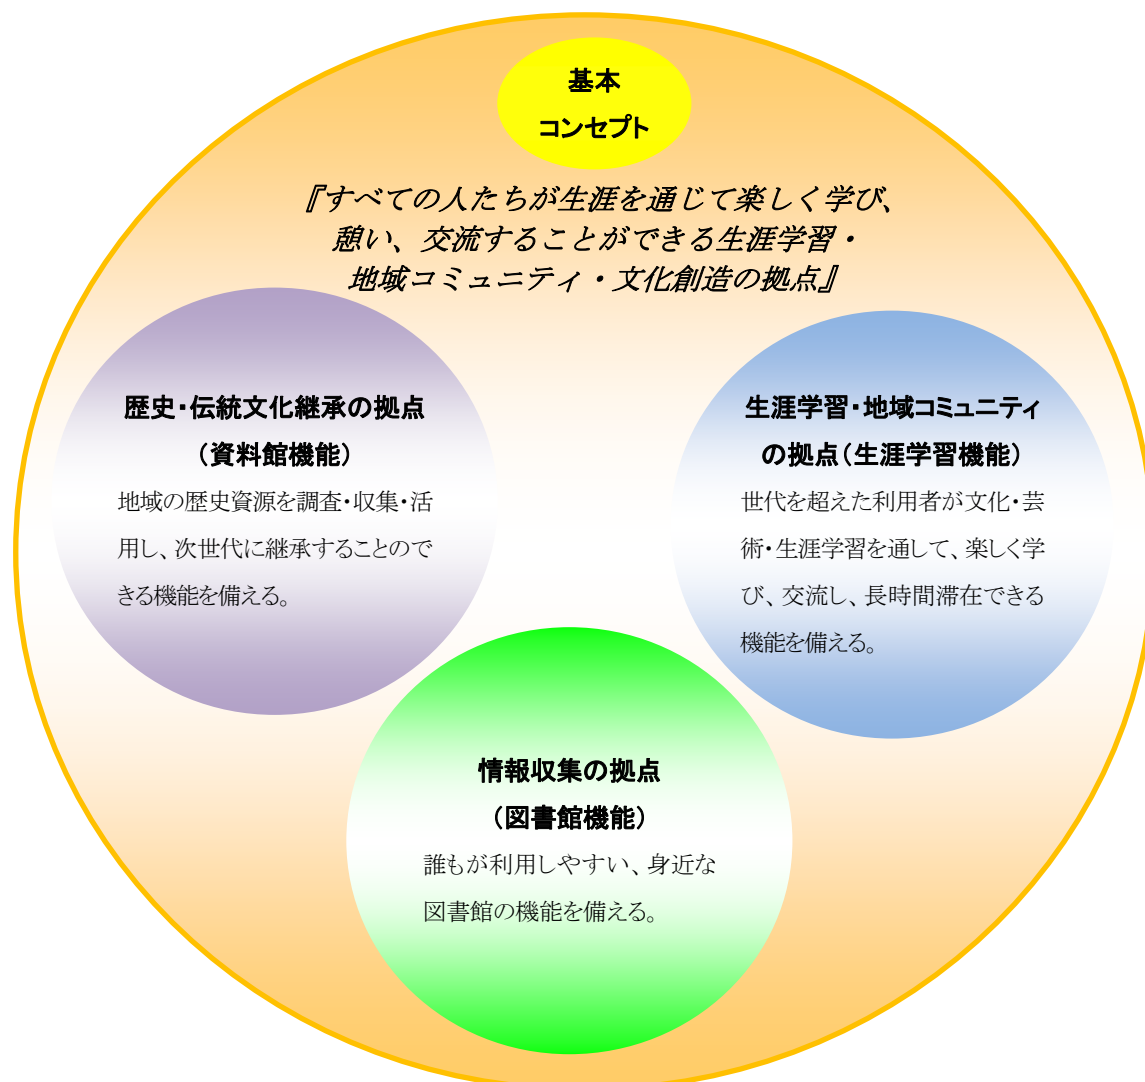 基本
コンセプト
『すべての人たちが生涯を通じて楽しく学び、
憩い、交流することができる生涯学習・
地域コミュニティ・文化創造の拠点』
歴史・伝統文化継承の拠点
（資料館機能）
地域の歴史資源を調査・収集・活
用し、次世代に継承することので
きる機能を備える。
生涯学習・地域コミュニティ
の拠点（生涯学習機能）
世代を超えた利用者が文化・芸
術・生涯学習を通して、楽しく学
び、交流し、長時間滞在できる
機能を備える。
情報収集の拠点
（図書館機能）
誰もが利用しやすい、身近な
図書館の機能を備える。